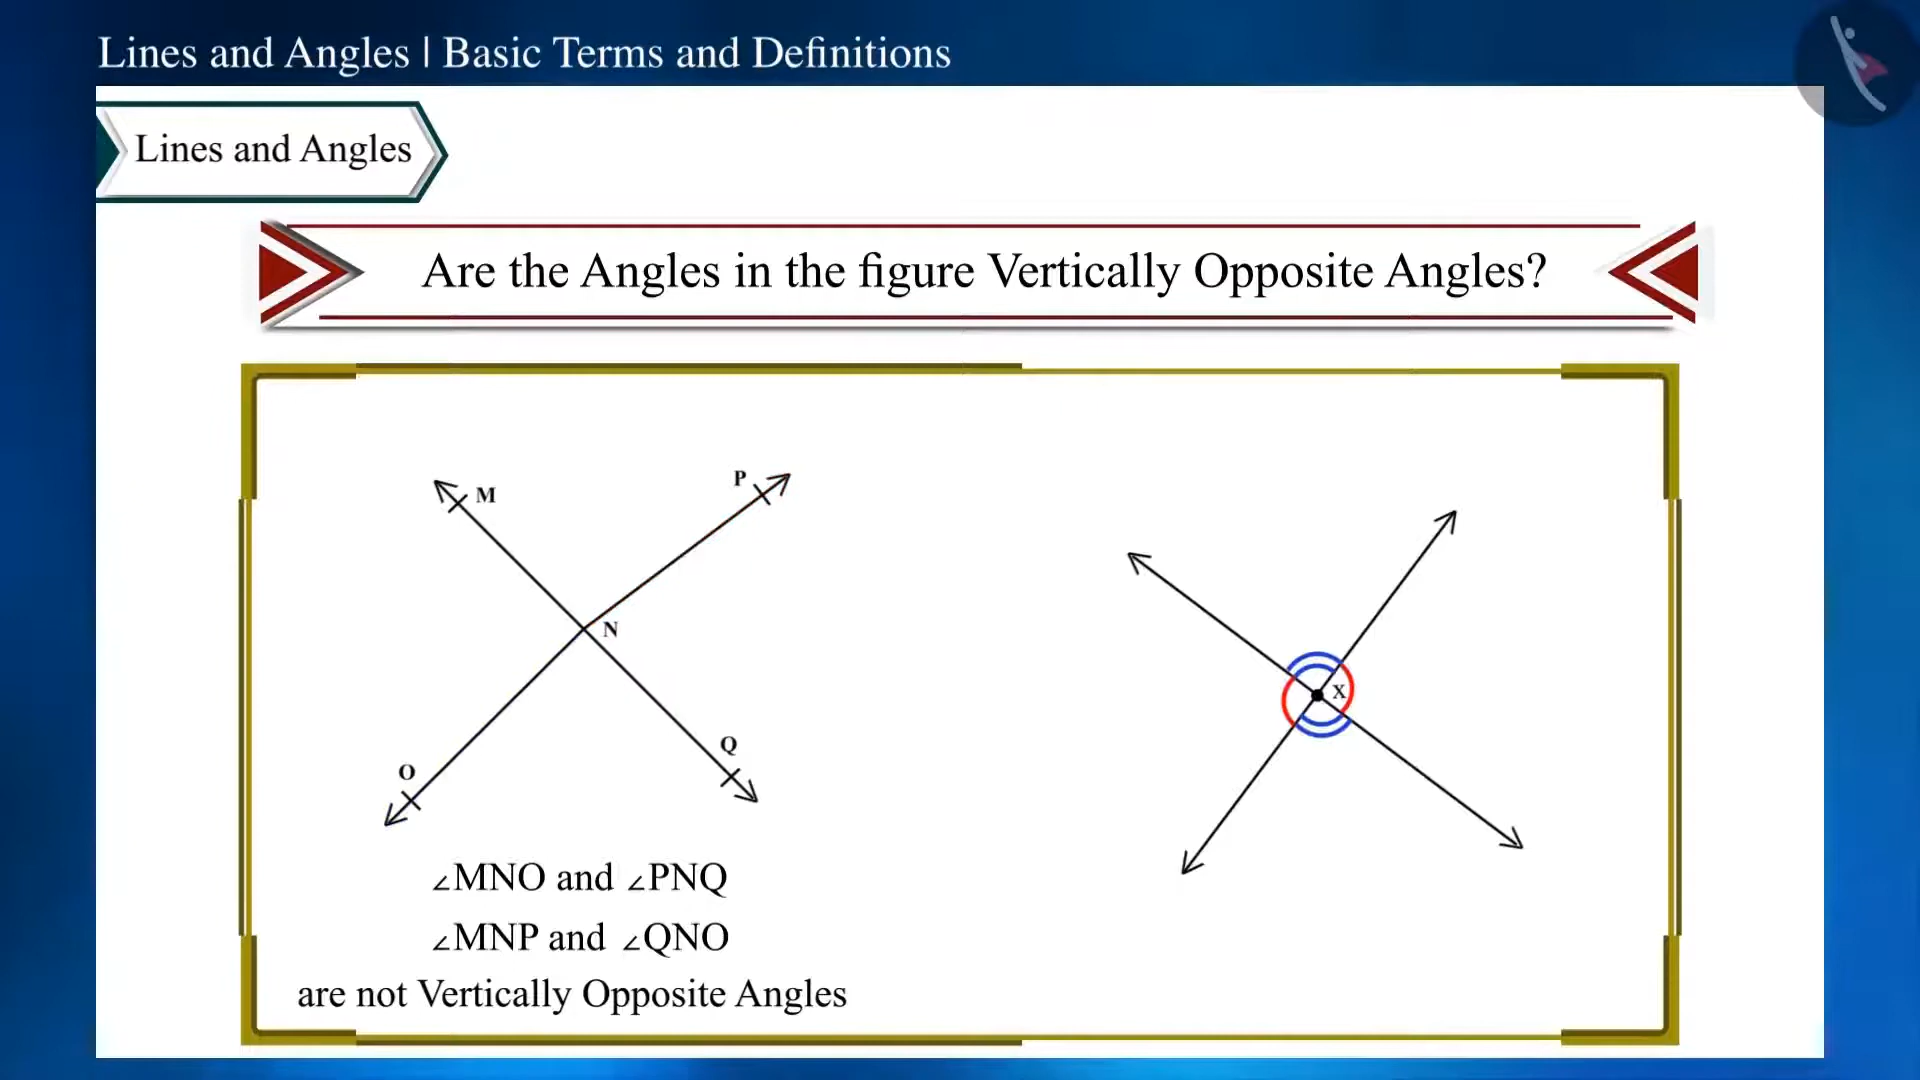 Lines and Angles | Basic Terms and Definitions
Lines and Angles
Are the Angles in the figure Vertically Opposite Angles?
M
P
N
X
Q
O
∠MNO and ∠PNQ
∠MNP and ∠QNO
are not Vertically Opposite Angles